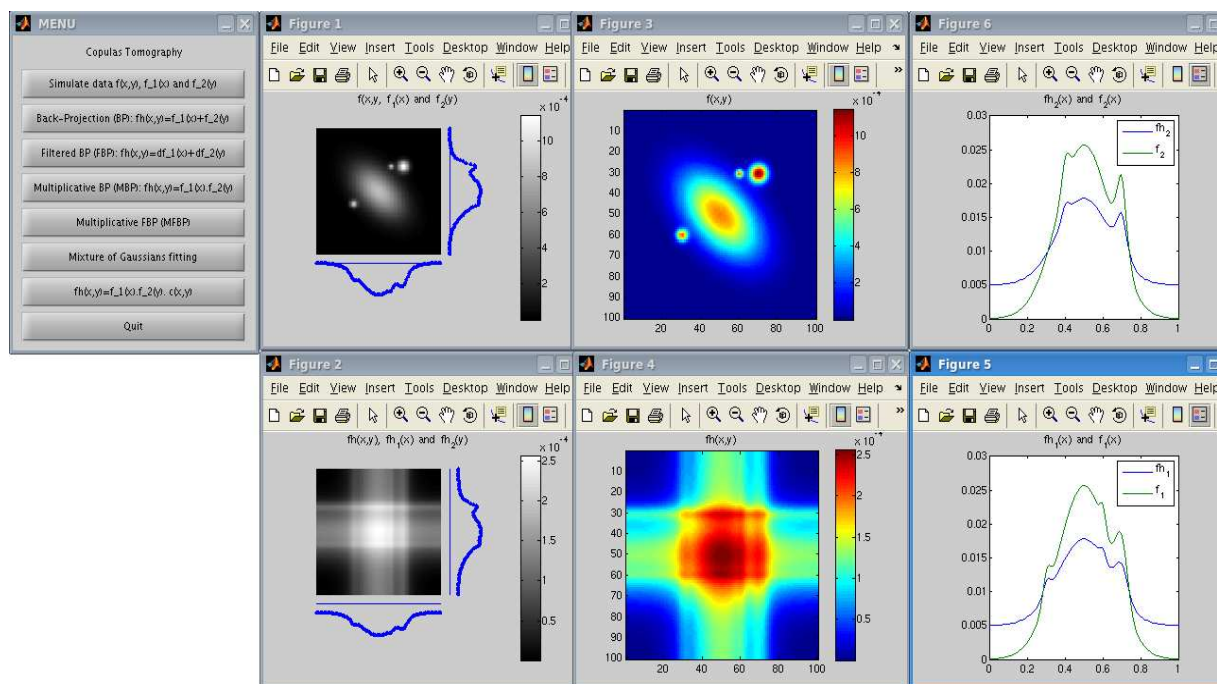 MENU
Copulas Tomography
Simulate data f(x,y), f_1(x) and f_2(y)
Back-Projection (BP): fh(x,y)=f_1(x)+f_2(y)
Filtered BP (FBP): fh(x,y)=df_1(x)+df_2(y)
Multiplicative BP (MBP): fh(x,y)=f_1(x).f_2(y)
Multiplicative FBP (MFBP)
Mixture of Gaussians fitting
fh(x,y)=f_1(x).f_2(y). c(x,y)
Quit
Figure 1
File Edit View Insert Tools Desktop Window Help
f(x,y), f₁(x) and f₂(y)
x 10⁻⁴
10
8
6
4
2
Figure 3
File Edit View Insert Tools Desktop Window Help
f(x,y)
x 10⁻⁴
10
20
30
40
50
60
70
80
90
100
20 40 60 80 100
10
8
6
4
2
Figure 6
File Edit View Insert Tools Desktop Window Help
fh₂(x) and f₂(x)
fh₂
f₂
0.03
0.025
0.02
0.015
0.01
0.005
0
0 0.2 0.4 0.6 0.8 1
Figure 2
File Edit View Insert Tools Desktop Window Help
fh(x,y), fh₁(x) and fh₂(y)
x 10⁻⁴
2.5
2
1.5
1
0.5
Figure 4
File Edit View Insert Tools Desktop Window Help
fh(x,y)
x 10⁻⁴
10
20
30
40
50
60
70
80
90
100
20 40 60 80 100
2.5
2
1.5
1
0.5
Figure 5
File Edit View Insert Tools Desktop Window Help
fh₁(x) and f₁(x)
fh₁
f₁
0.03
0.025
0.02
0.015
0.01
0.005
0
0 0.2 0.4 0.6 0.8 1